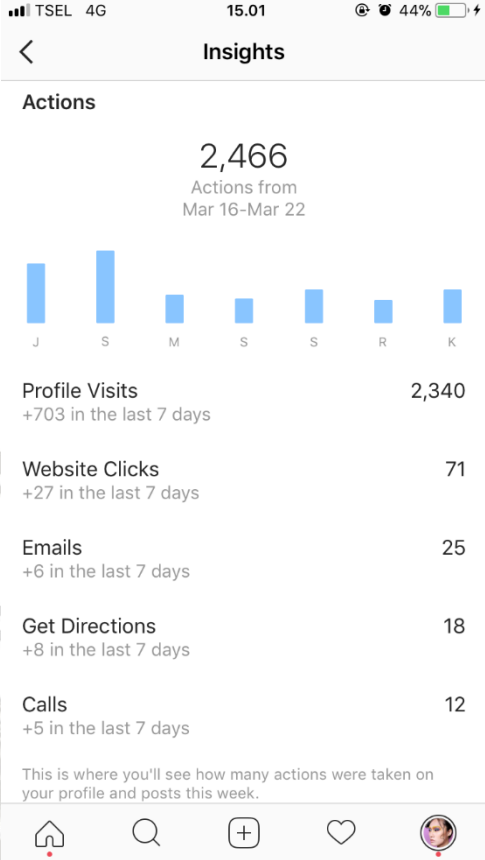 TSEL 4G 15.01 44%
Insights
Actions
2,466
Actions from
Mar 16-Mar 22
J S M S S R K
Profile Visits 2,340
+703 in the last 7 days
Website Clicks 71
+27 in the last 7 days
Emails 25
+6 in the last 7 days
Get Directions 18
+8 in the last 7 days
Calls 12
+5 in the last 7 days
This is where you'll see how many actions were taken on
your profile and posts this week.